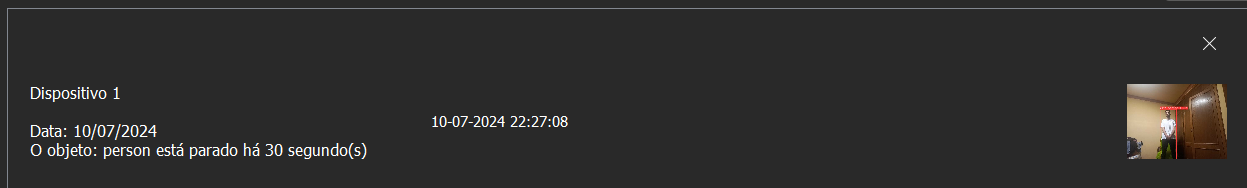 Dispositivo 1
Data: 10/07/2024
10-07-2024 22:27:08
O objeto: person está parado há 30 segundo(s)